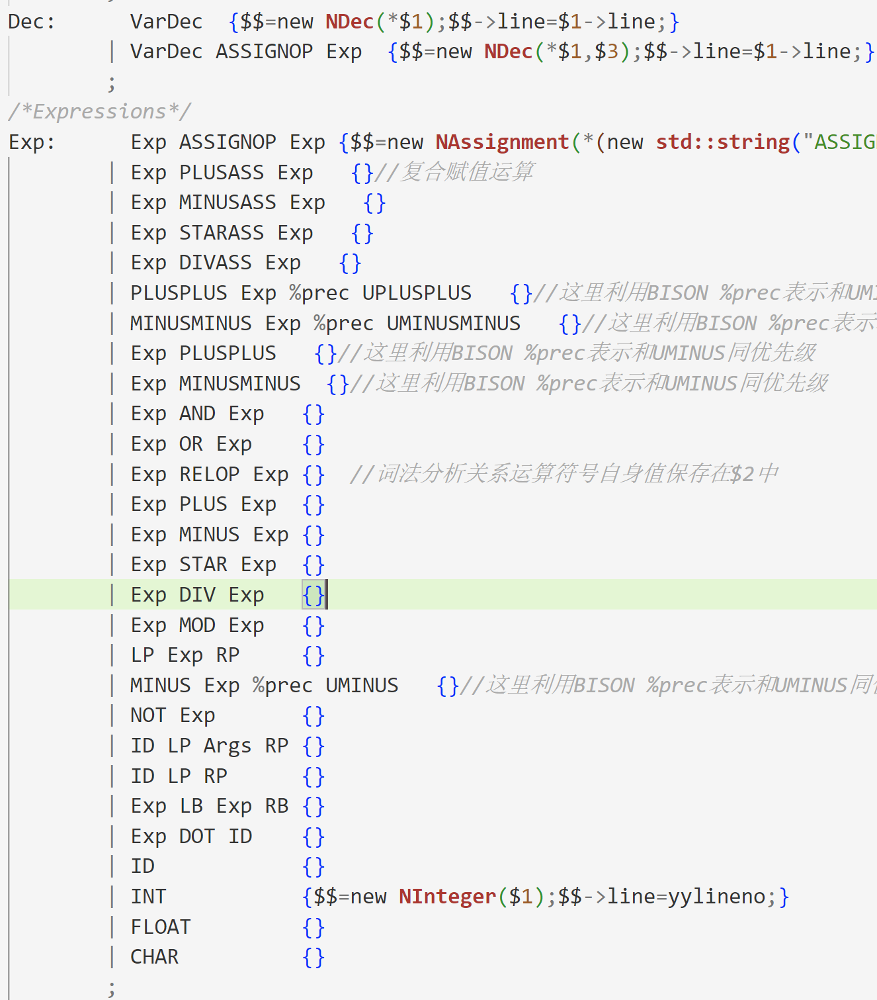 Dec:      VarDec  {$$=new NDec(*$1);$$->line=$1->line;}
        | VarDec ASSIGNOP Exp  {$$=new NDec(*$1,$3);$$->line=$1->line;}
        ;
/*Expressions*/
Exp:      Exp ASSIGNOP Exp {$$=new NAssignment(*(new std::string("ASSIG
        | Exp PLUSASS Exp   {}//复合赋值运算
        | Exp MINUSASS Exp   {}
        | Exp STARASS Exp   {}
        | Exp DIVASS Exp   {}
        | PLUSPLUS Exp %prec UPLUSPLUS   {}//这里利用BISON %prec表示和UMI
        | MINUSMINUS Exp %prec UMINUSMINUS   {}//这里利用BISON %prec表示
        | Exp PLUSPLUS   {}//这里利用BISON %prec表示和UMINUS同优先级
        | Exp MINUSMINUS  {}//这里利用BISON %prec表示和UMINUS同优先级
        | Exp AND Exp   {}
        | Exp OR Exp    {}
        | Exp RELOP Exp {}  //词法分析关系运算符号自身值保存在$2中
        | Exp PLUS Exp  {}
        | Exp MINUS Exp {}
        | Exp STAR Exp  {}
        | Exp DIV Exp   {}
        | Exp MOD Exp   {}
        | LP Exp RP     {}
        | MINUS Exp %prec UMINUS   {}//这里利用BISON %prec表示和UMINUS同
        | NOT Exp       {}
        | ID LP Args RP {}
        | ID LP RP      {}
        | Exp LB Exp RB {}
        | Exp DOT ID    {}
        | ID            {}
        | INT           {$$=new NInteger($1);$$->line=yylineno;}
        | FLOAT         {}
        | CHAR          {}
        ;